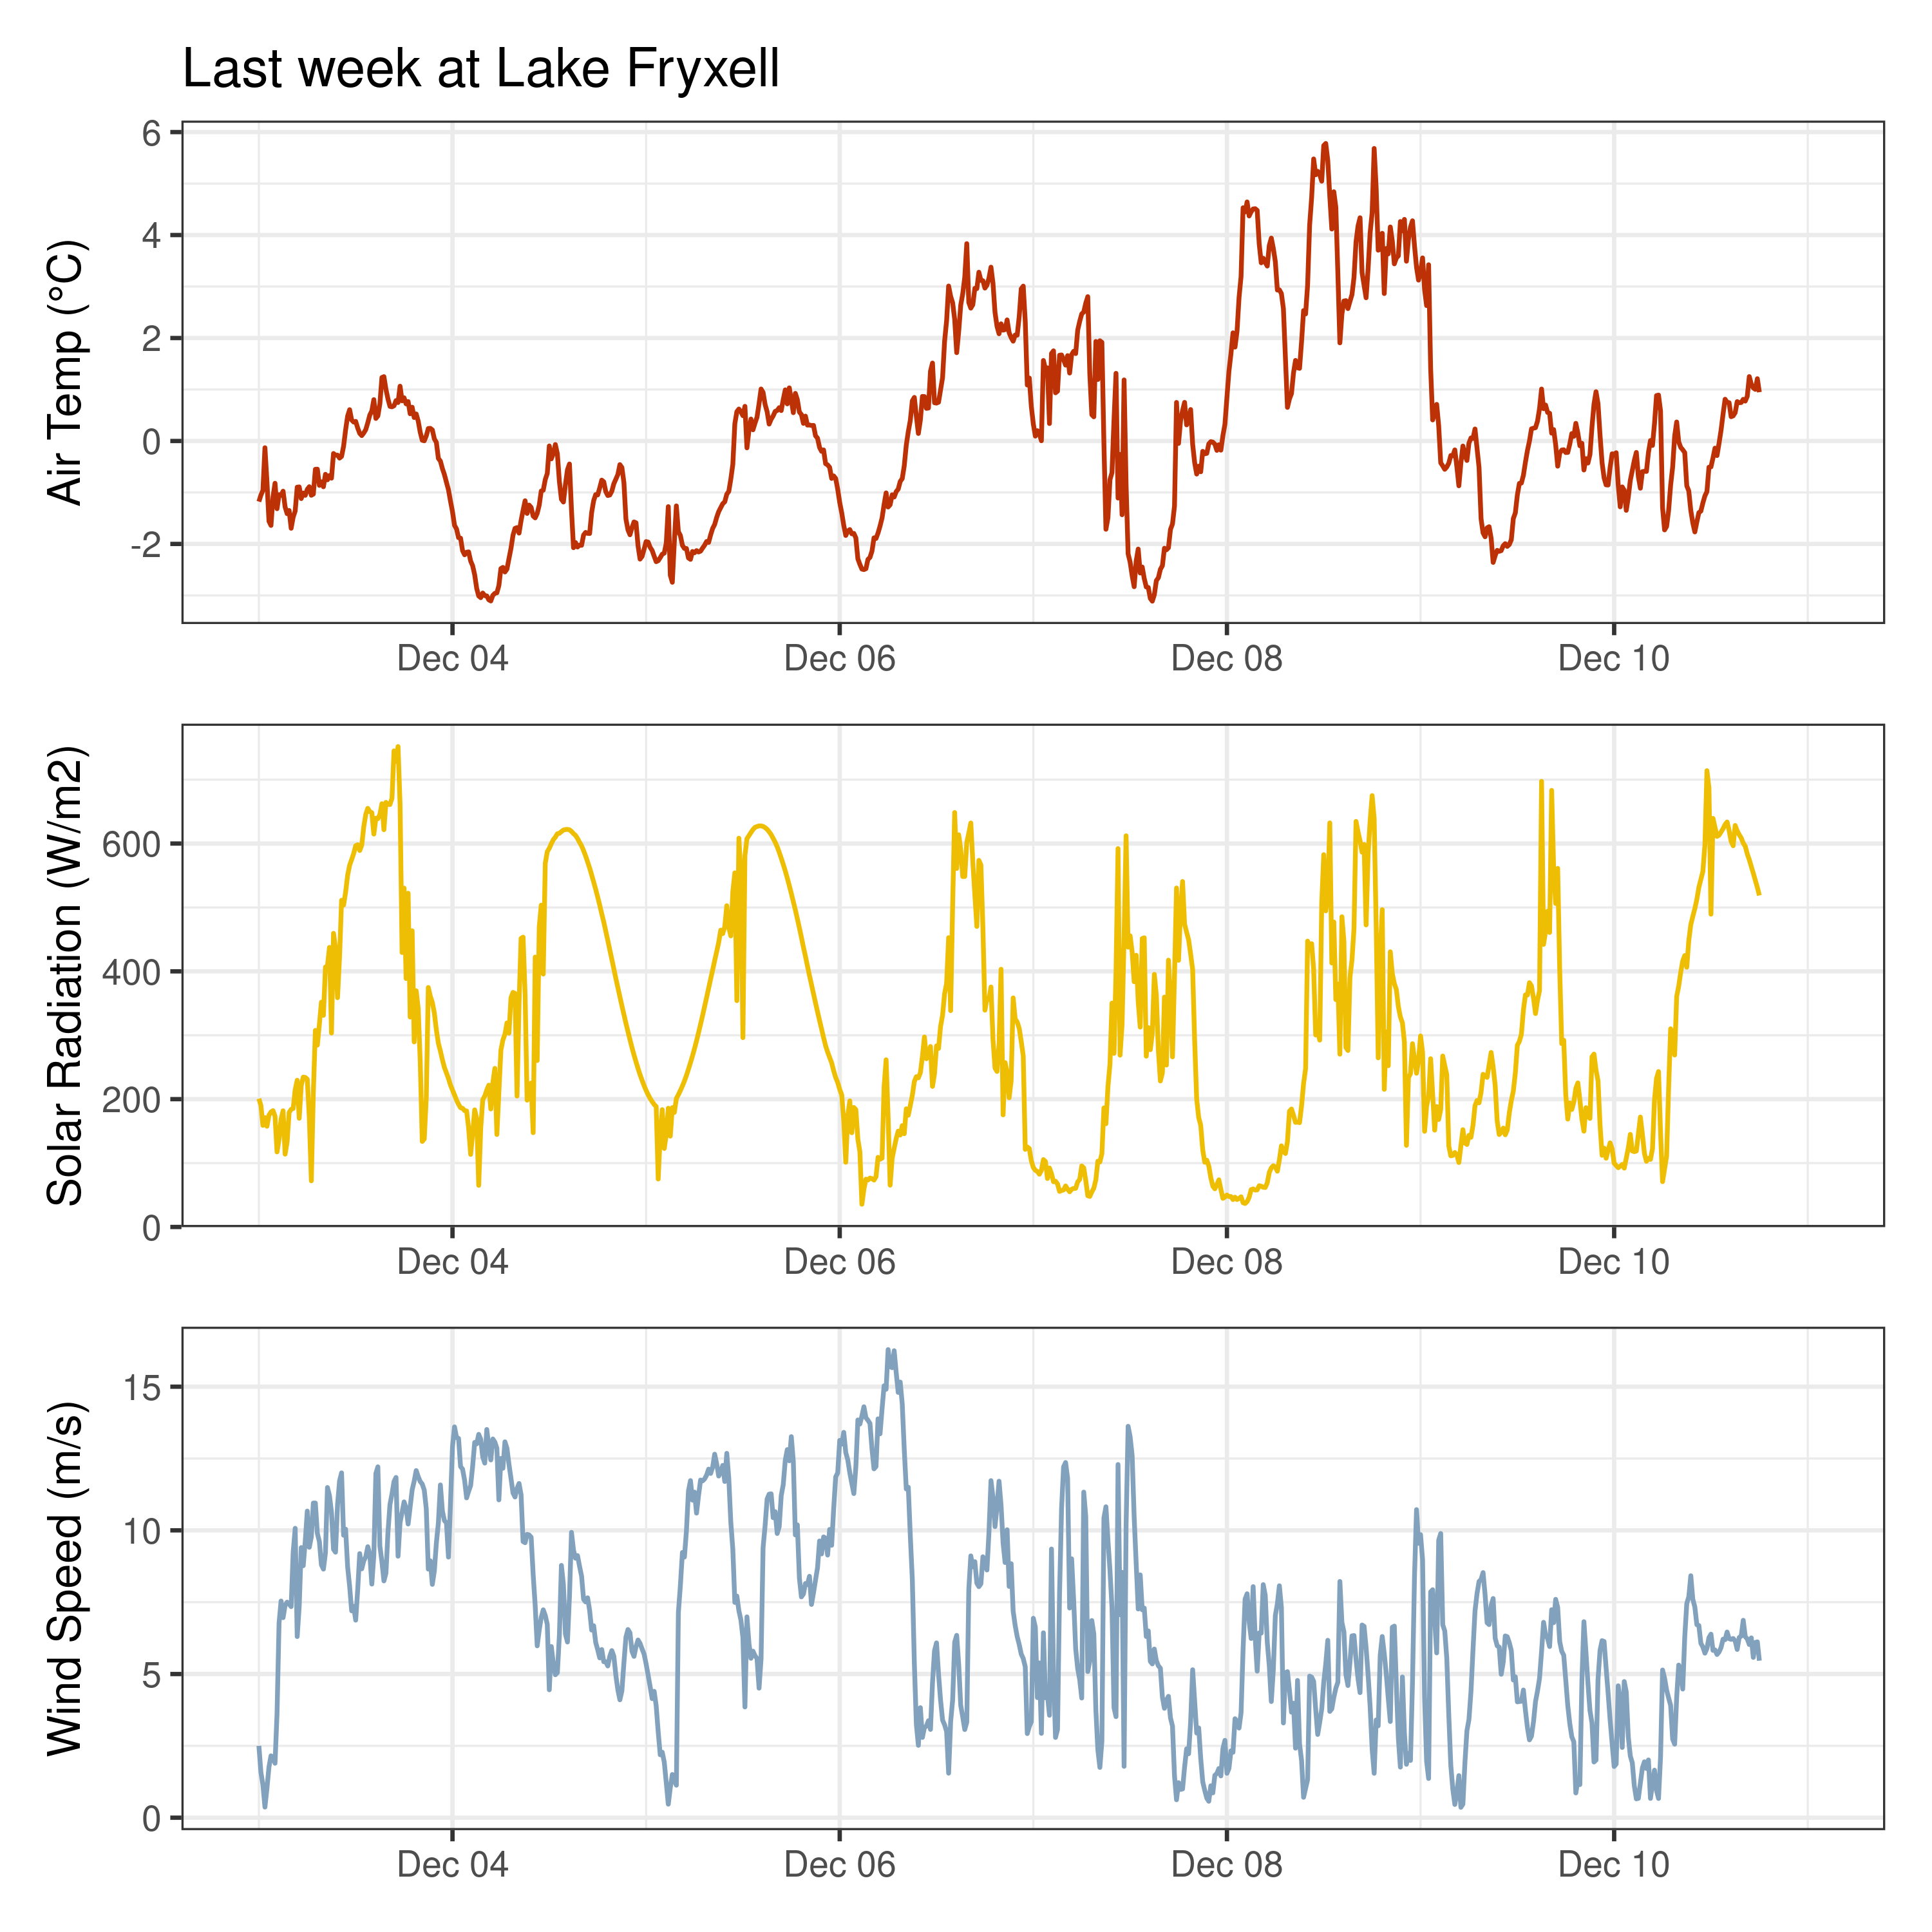 Last week at Lake Fryxell
Air Temp (°C)
6
4
2
0
-2
Dec 04 Dec 06 Dec 08 Dec 10
Solar Radiation (W/m2)
600
400
200
0
Dec 04 Dec 06 Dec 08 Dec 10
Wind Speed (m/s)
15
10
5
0
Dec 04 Dec 06 Dec 08 Dec 10